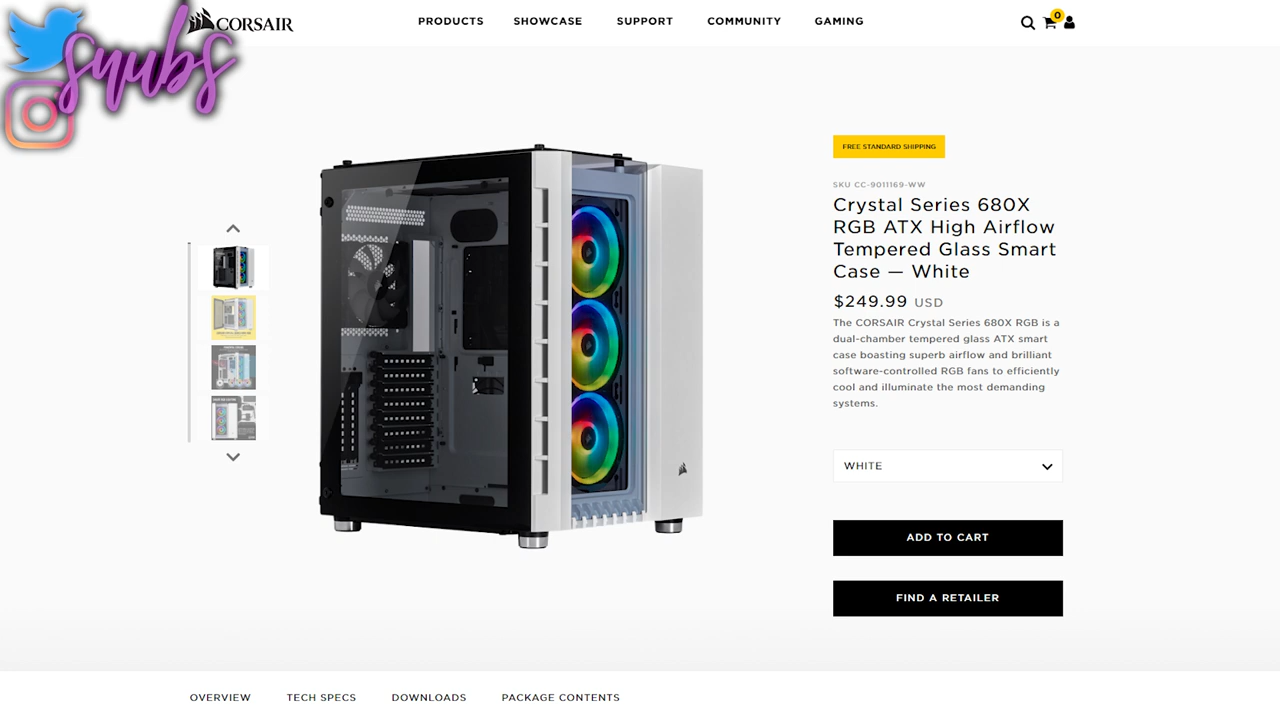 snubs
CORSAIR
PRODUCTS
SHOWCASE
SUPPORT
COMMUNITY
GAMING
0
FREE STANDARD SHIPPING
SKU CC-9011169-WW
Crystal Series 680X
RGB ATX High Airflow
Tempered Glass Smart
Case — White
$249.99 USD
The CORSAIR Crystal Series 680X RGB is a
dual-chamber tempered glass ATX smart
case boasting superb airflow and brilliant
software-controlled RGB fans to efficiently
cool and illuminate the most demanding
systems.
WHITE
ADD TO CART
FIND A RETAILER
OVERVIEW
TECH SPECS
DOWNLOADS
PACKAGE CONTENTS